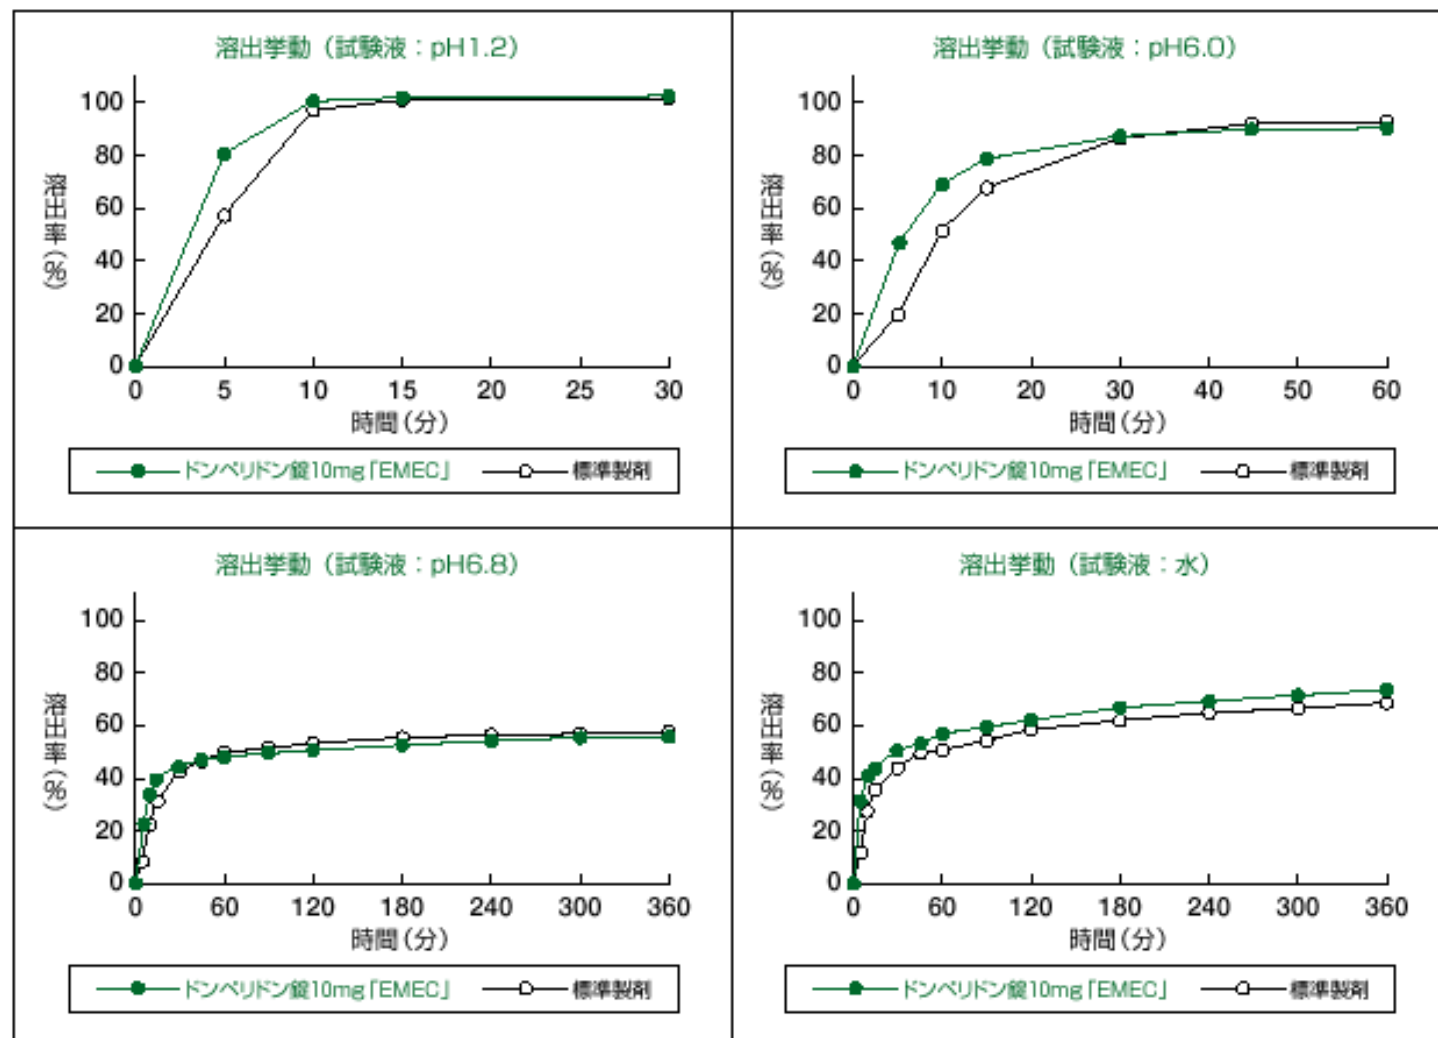 溶出挙動（試験液：pH1.2）
溶出率(%)
100
80
60
40
20
0
0 5 10 15 20 25 30
時間(分)
ドンペリドン錠10mg「EMEC」 標準製剤
溶出挙動（試験液：pH6.0）
溶出率(%)
100
80
60
40
20
0
0 10 20 30 40 50 60
時間(分)
ドンペリドン錠10mg「EMEC」 標準製剤
溶出挙動（試験液：pH6.8）
溶出率(%)
100
80
60
40
20
0
0 60 120 180 240 300 360
時間(分)
ドンペリドン錠10mg「EMEC」 標準製剤
溶出挙動（試験液：水）
溶出率(%)
100
80
60
40
20
0
0 60 120 180 240 300 360
時間(分)
ドンペリドン錠10mg「EMEC」 標準製剤